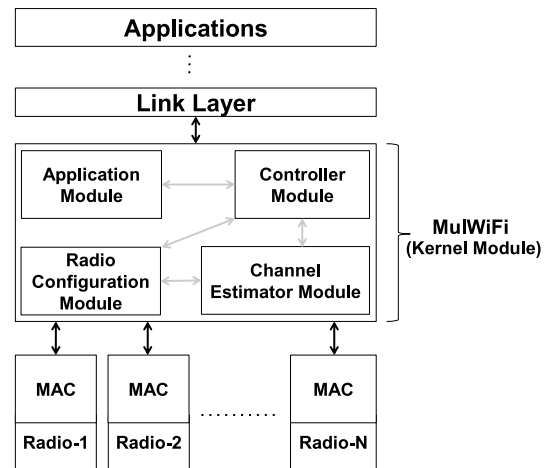 Applications
Link Layer
Application
Module
Controller
Module
Radio
Configuration
Module
Channel
Estimator Module
MulWiFi
(Kernel Module)
MAC
MAC
MAC
Radio-1
Radio-2
Radio-N